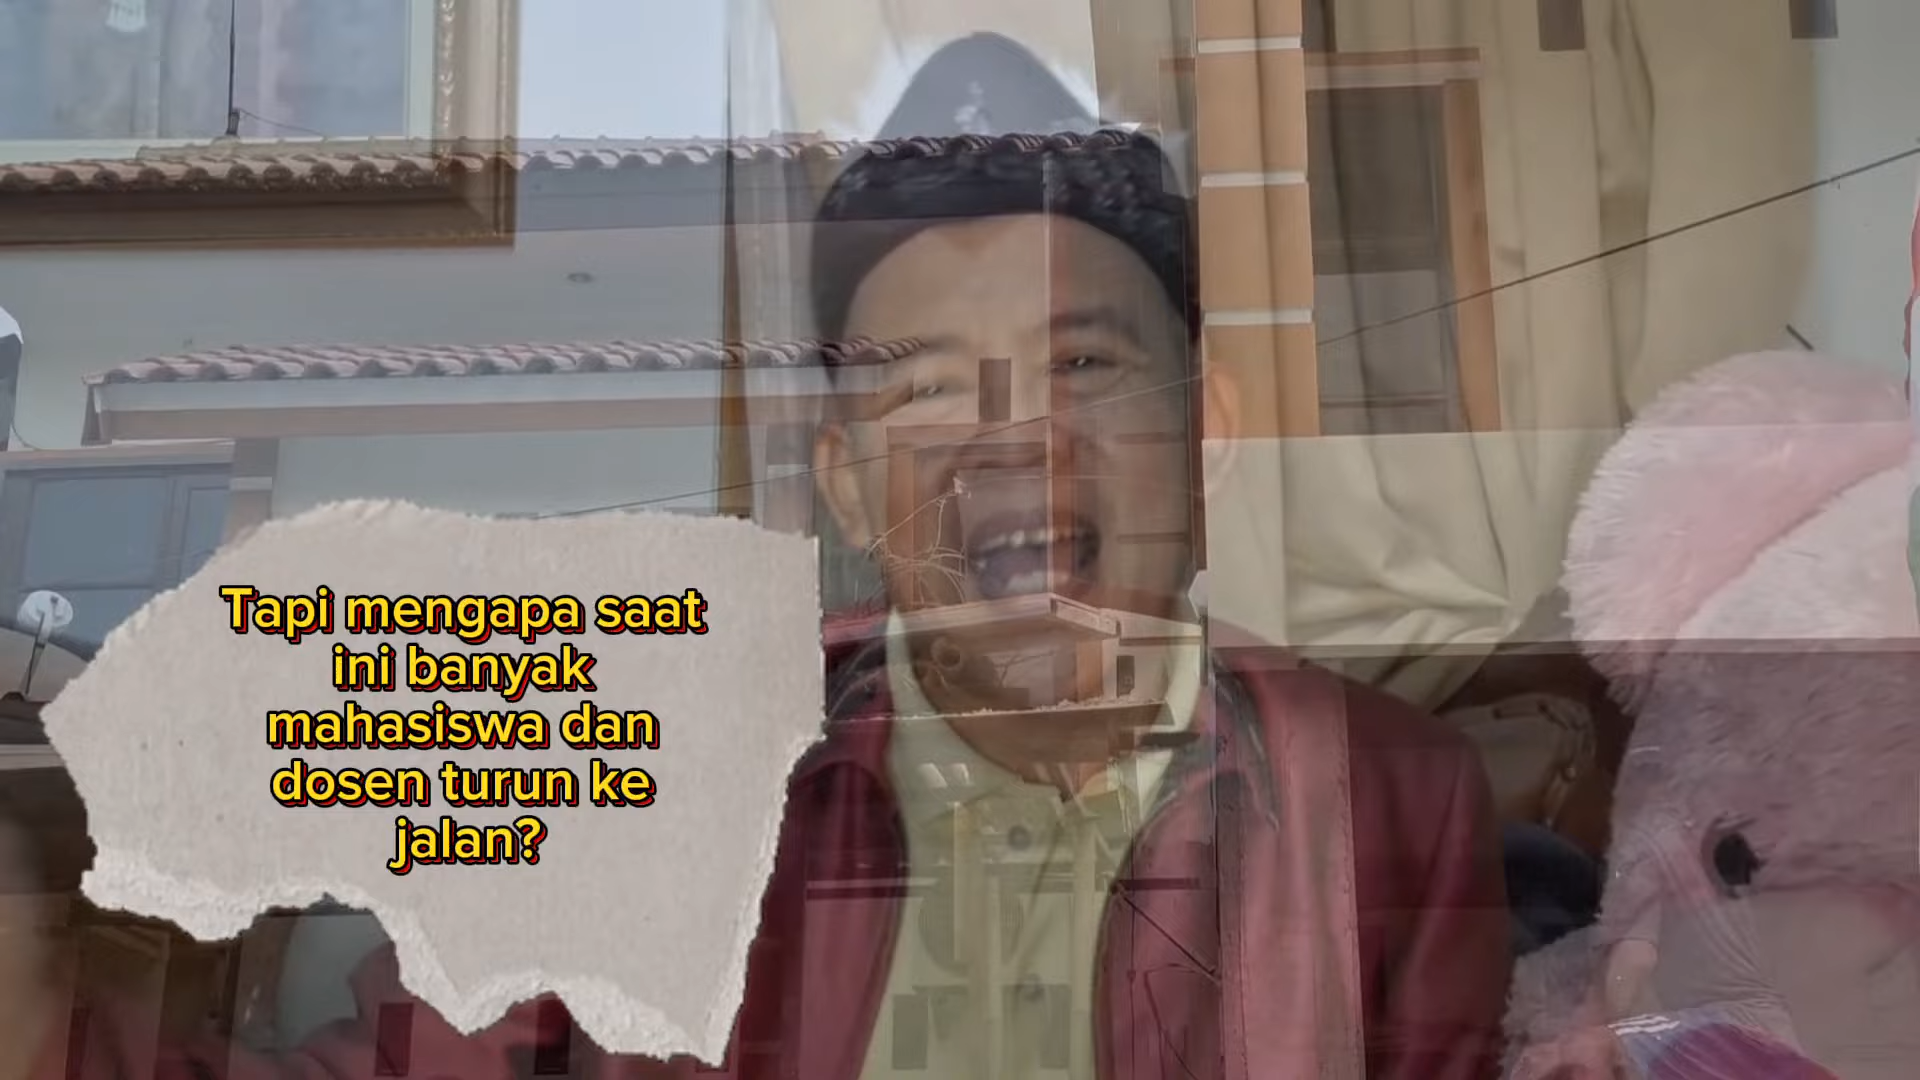 Tapi mengapa saat
ini banyak
mahasiswa dan
dosen turun ke
jalan?